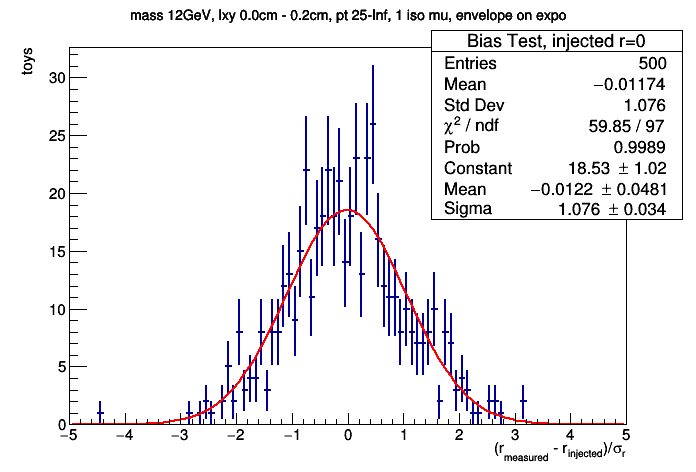 mass 12GeV, lxy 0.0cm - 0.2cm, pt 25-Inf, 1 iso mu, envelope on expo
Bias Test, injected r=0
Entries 500
Mean −0.01174
Std Dev 1.076
χ² / ndf 59.85 / 97
Prob 0.9989
Constant 18.53 ± 1.02
Mean −0.0122 ± 0.0481
Sigma 1.076 ± 0.034
toys
30
25
20
15
10
5
0
−5 −4 −3 −2 −1 0 1 2 3 4 5
(r_measured - r_injected)/σ_r